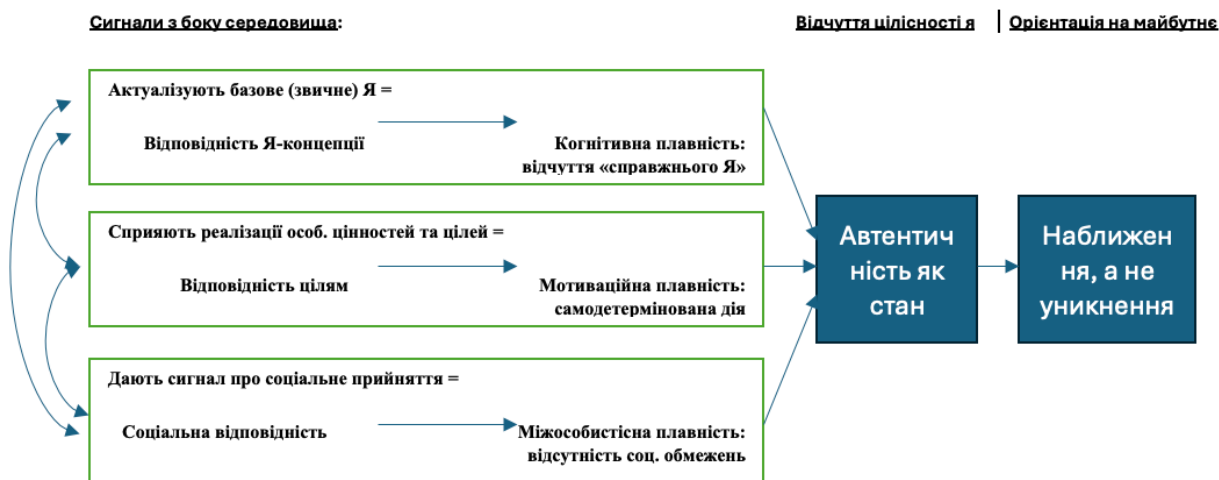 Сигнали з боку середовища:
Відчуття цілісності я
Орієнтація на майбутнє
Актуалізують базове (звичне) Я =
Відповідність Я-концепції
Когнітивна плавність:
відчуття «справжнього Я»
Сприяють реалізації особ. цінностей та цілей =
Відповідність цілям
Мотиваційна плавність:
самодетермінована дія
Дають сигнал про соціальне прийняття =
Соціальна відповідність
Міжособистісна плавність:
відсутність соц. обмежень
Автентич
ність як
стан
Наближен
ня, а не
уникнення